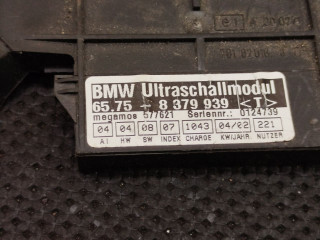 BMW Ultraschallmodul
65.75 - 8 379 939 <T>
megamos 577621 Seriennr.: 0124739
04 04 08 07 1043 04/02 221
AI HW SW INDEX CHARGE KW/JAHR NUTZER